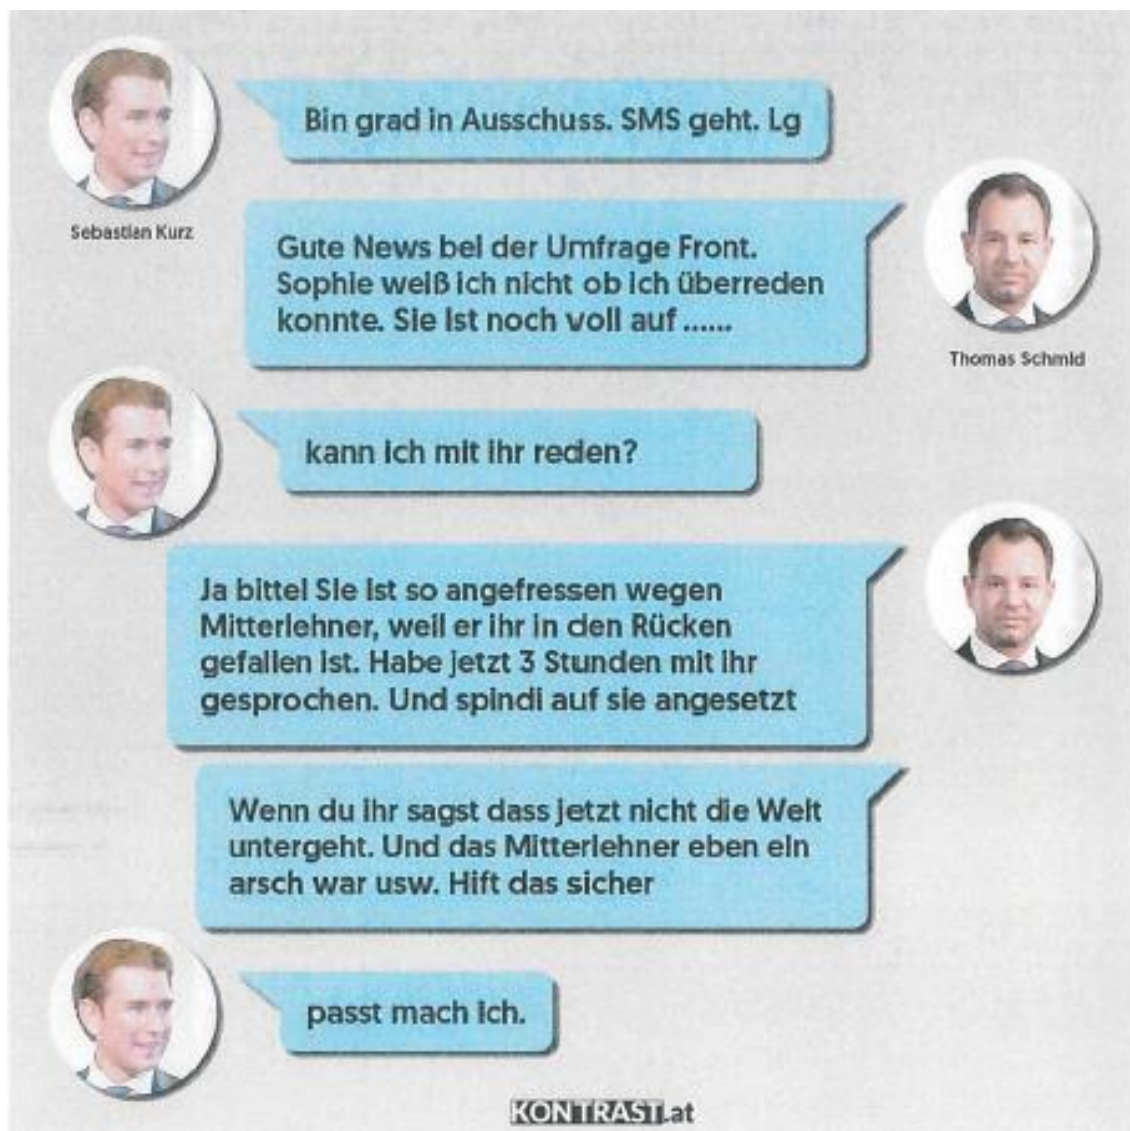 Bin grad in Ausschuss. SMS geht. Lg
Sebastian Kurz
Gute News bei der Umfrage Front.
Sophie weiß ich nicht ob ich überreden
konnte. Sie ist noch voll auf ......
Thomas Schmid
kann ich mit ihr reden?
Ja bitte! Sie ist so angefressen wegen
Mitterlehner, weil er ihr in den Rücken
gefallen ist. Habe jetzt 3 Stunden mit ihr
gesprochen. Und spindi auf sie angesetzt
Wenn du ihr sagst dass jetzt nicht die Welt
untergeht. Und das Mitterlehner eben ein
arsch war usw. Hift das sicher
passt mach ich.
KONTRAST.at